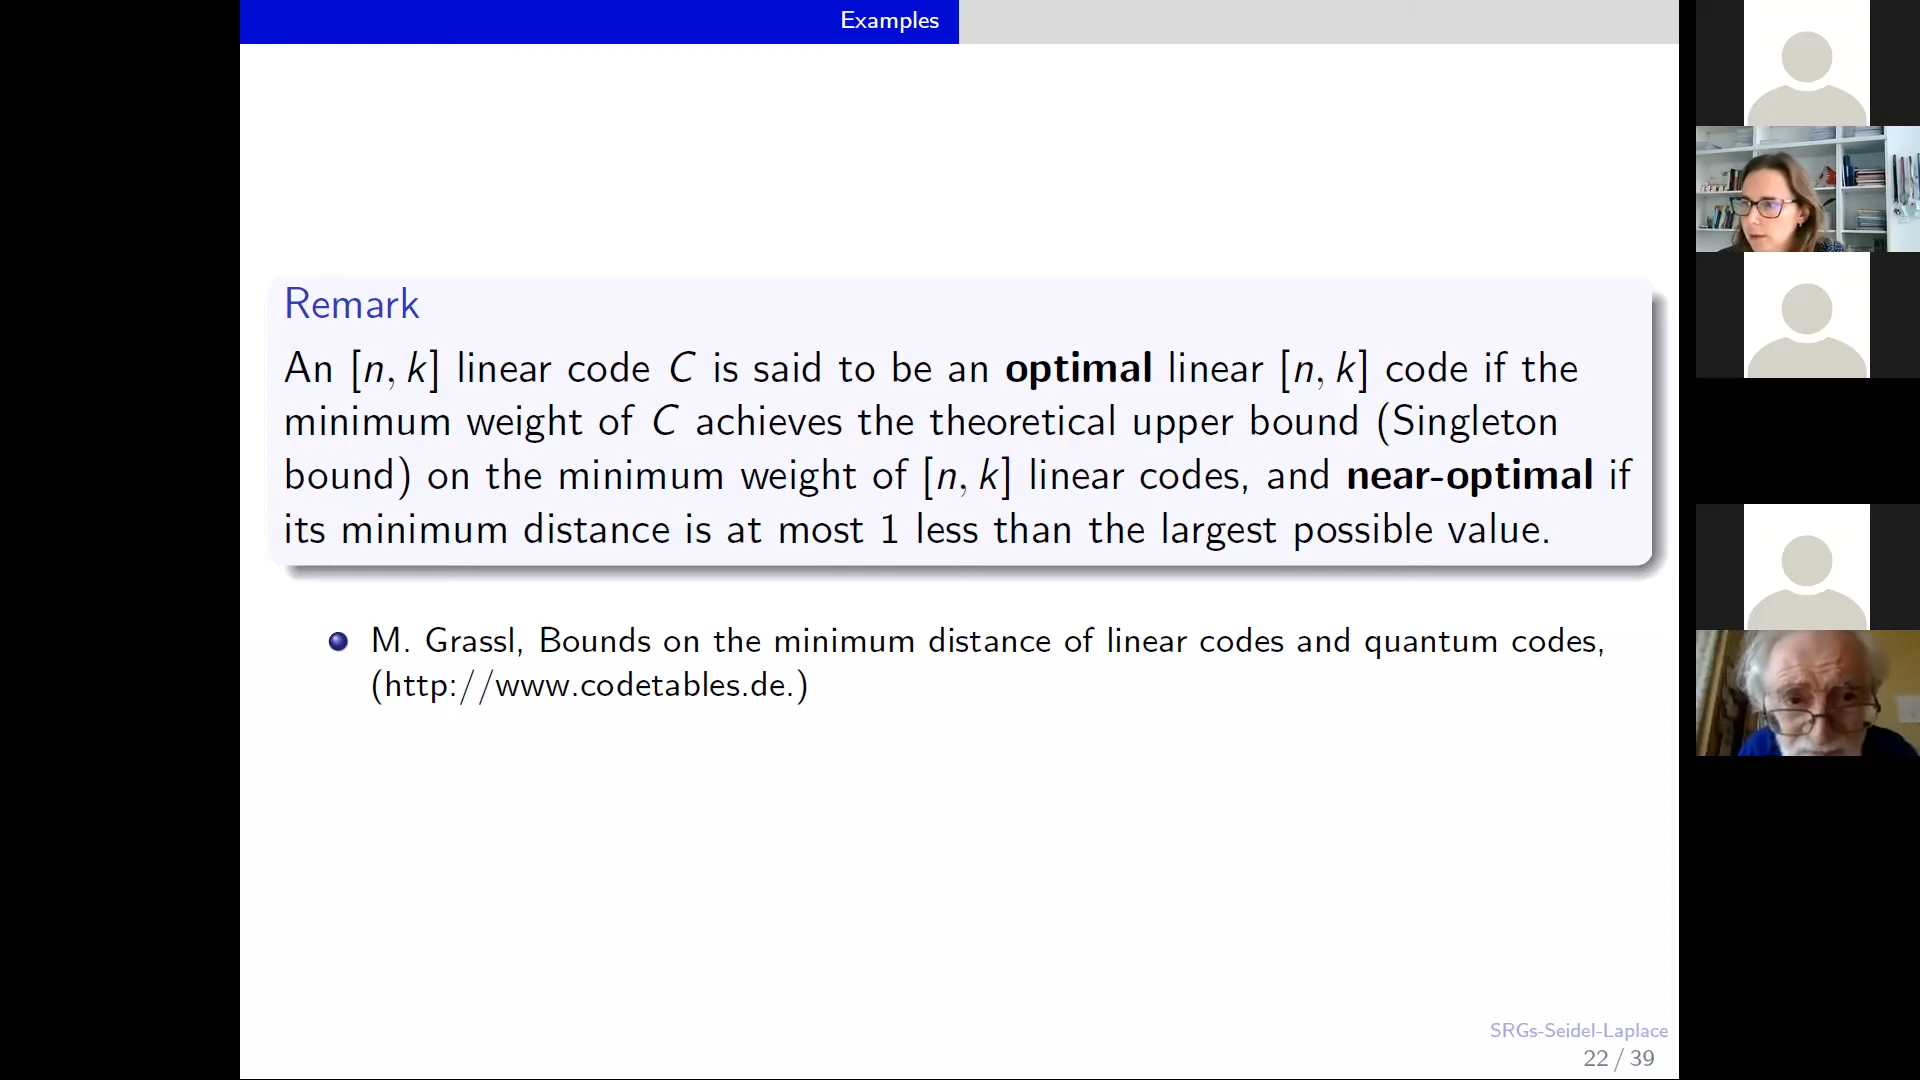 Examples
Remark
An [n, k] linear code C is said to be an optimal linear [n, k] code if the
minimum weight of C achieves the theoretical upper bound (Singleton
bound) on the minimum weight of [n, k] linear codes, and near-optimal if
its minimum distance is at most 1 less than the largest possible value.
M. Grassl, Bounds on the minimum distance of linear codes and quantum codes,
(http://www.codetables.de.)
SRGs-Seidel-Laplace
22 / 39